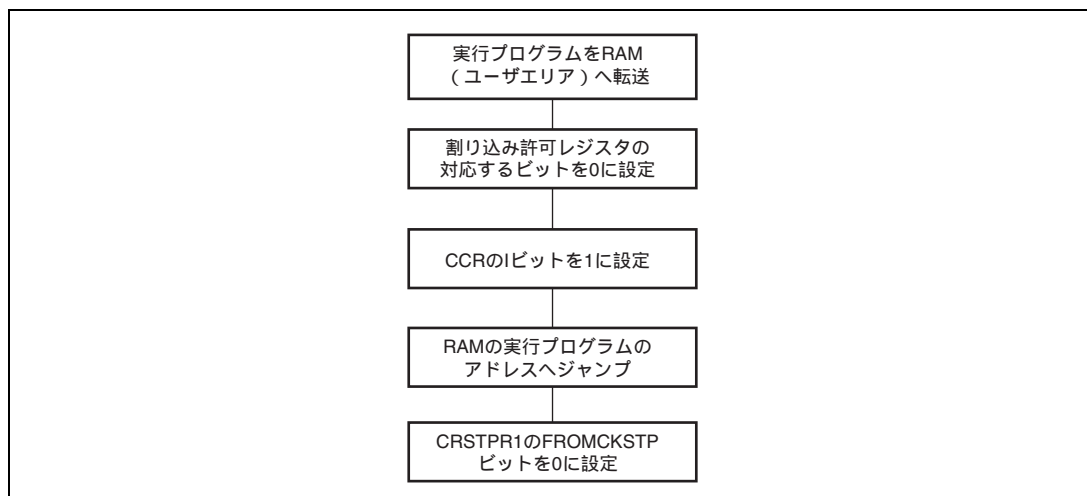 実行プログラムをRAM
（ユーザエリア）へ転送
割り込み許可レジスタの
対応するビットを0に設定
CCRのIビットを1に設定
RAMの実行プログラムの
アドレスへジャンプ
CRSTPR1のFROMCKSTP
ビットを0に設定